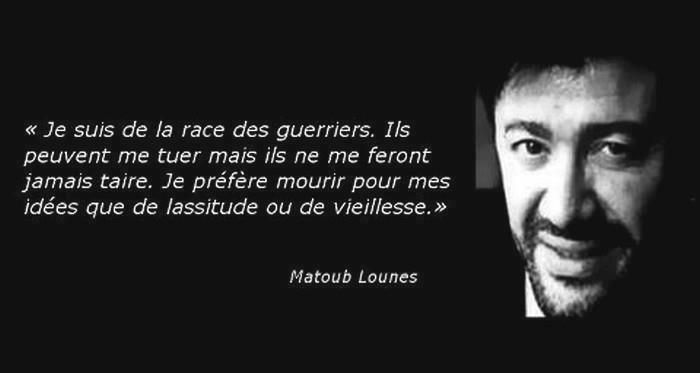 « Je suis de la race des guerriers. Ils
peuvent me tuer mais ils ne me feront
jamais taire. Je préfère mourir pour mes
idées que de lassitude ou de vieillesse.»
Matoub Lounes